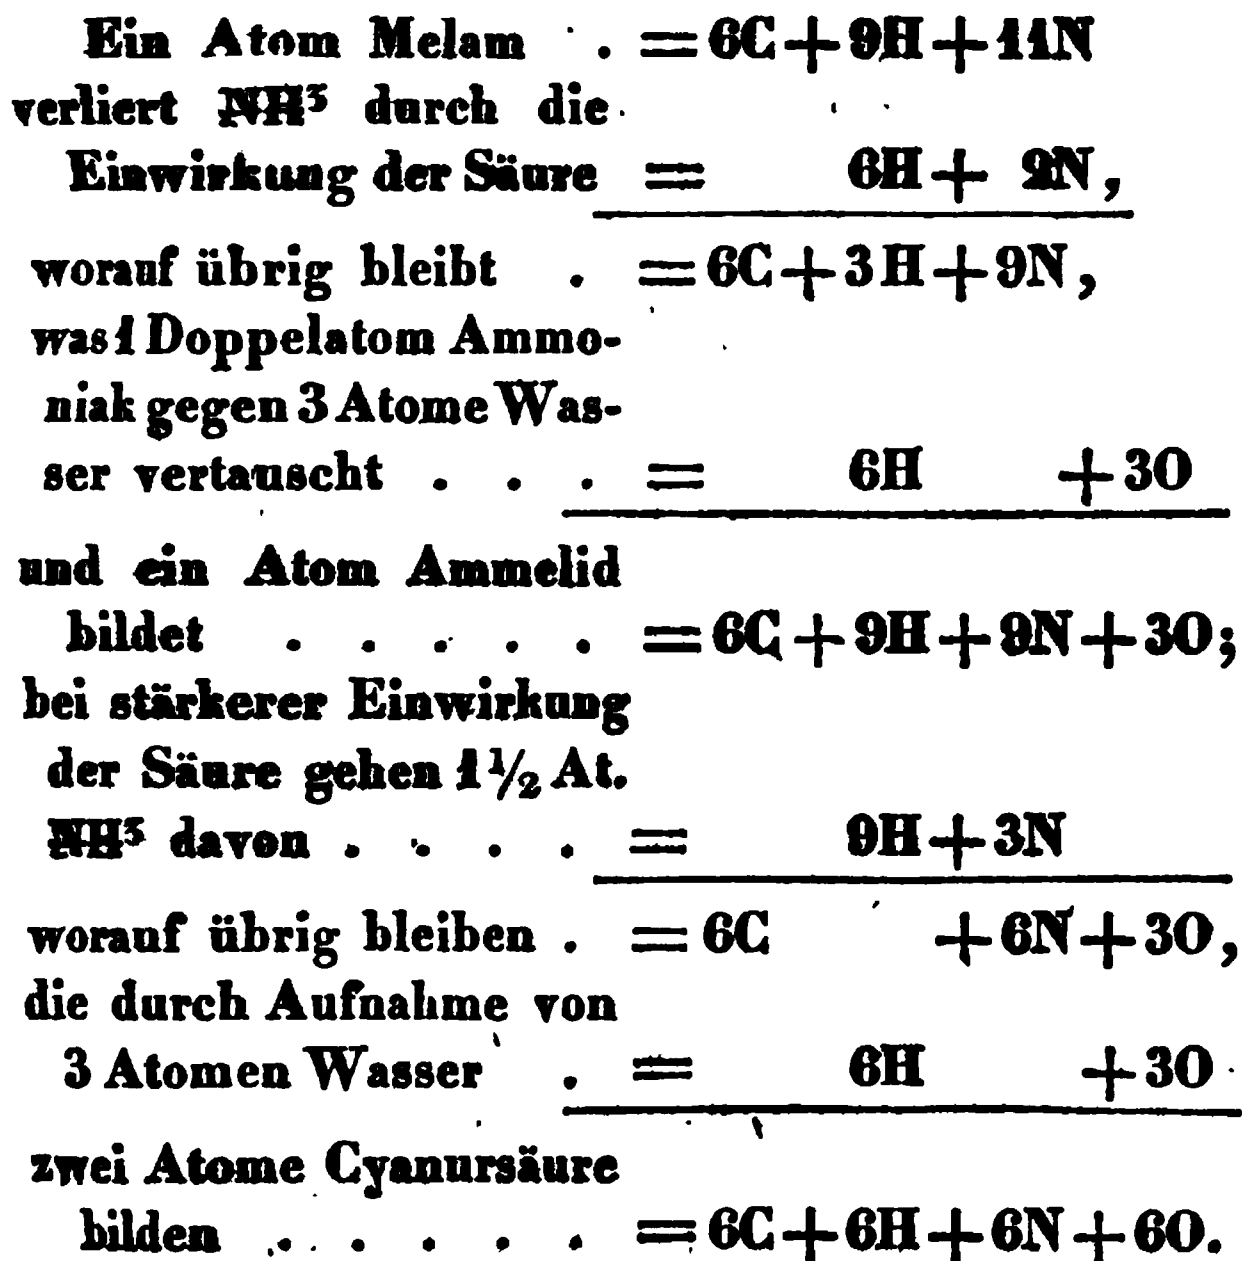 Ein Atom Melam . = 6C + 9H + 11N
verliert N̶H̶³ durch die
Einwirkung der Säure = 6H + 2N,
worauf übrig bleibt . = 6C + 3H + 9N,
was 1 Doppelatom Ammo-
niak gegen 3 Atome Was-
ser vertauscht . . . = 6H + 3O
und ein Atom Ammelid
bildet . . . . . = 6C + 9H + 9N + 3O;
bei stärkerer Einwirkung
der Säure gehen 1½ At.
N̶H̶³ davon . . . . = 9H + 3N
worauf übrig bleiben . = 6C + 6N + 3O,
die durch Aufnahme von
3 Atomen Wasser . = 6H + 3O
zwei Atome Cyanursäure
bilden . . . . . = 6C + 6H + 6N + 6O.